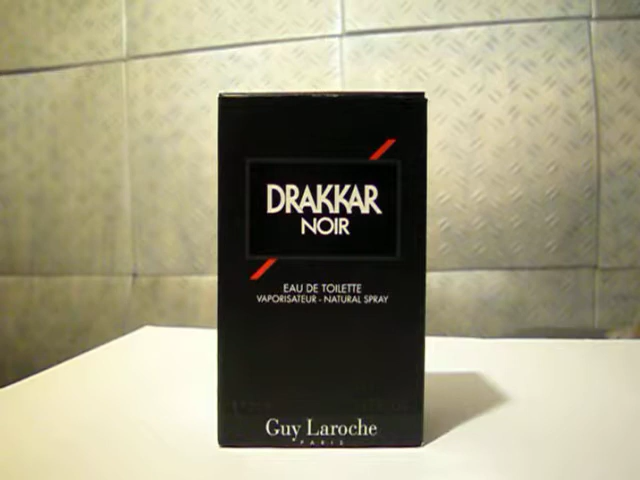 DRAKKAR
NOIR
EAU DE TOILETTE
VAPORISATEUR - NATURAL SPRAY
Guy Laroche
PARIS